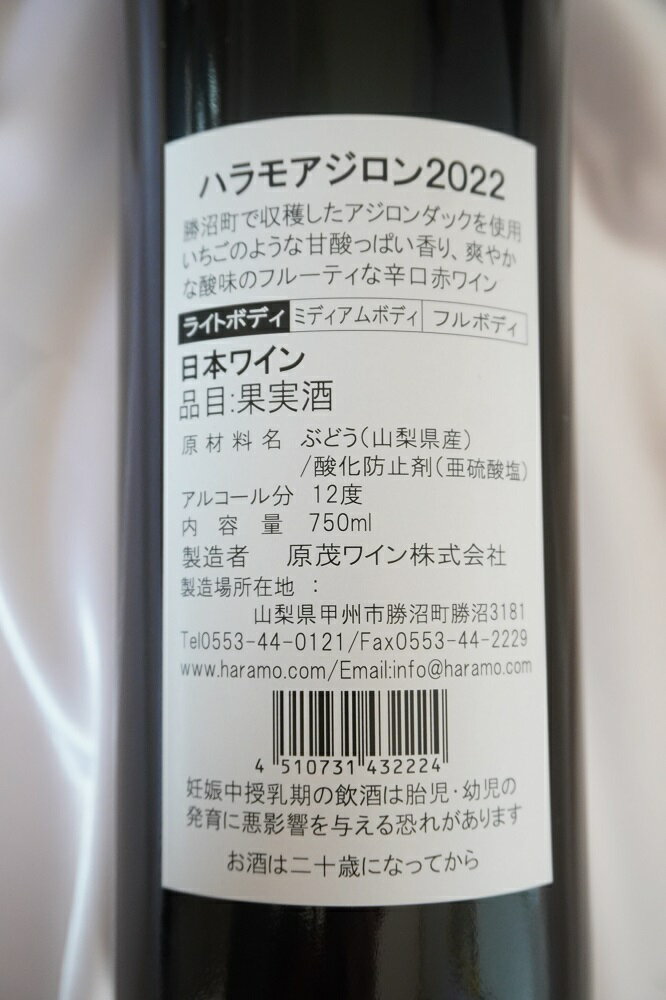 ハラモアジロン2022
勝沼町で収穫したアジロンダックを使用
いちごのような甘酸っぱい香り、爽やか
な酸味のフルーティな辛口赤ワイン
ライトボディ ミディアムボディ フルボディ
日本ワイン
品目:果実酒
原材料名 ぶどう(山梨県産)
/酸化防止剤(亜硫酸塩)
アルコール分 12度
内容量 750ml
製造者 原茂ワイン株式会社
製造場所在地 :
山梨県甲州市勝沼町勝沼3181
Tel0553-44-0121/Fax0553-44-2229
www.haramo.com/Email:info@haramo.com
4 510731 432224
妊娠中授乳期の飲酒は胎児・幼児の
発育に悪影響を与える恐れがあります
お酒は二十歳になってから